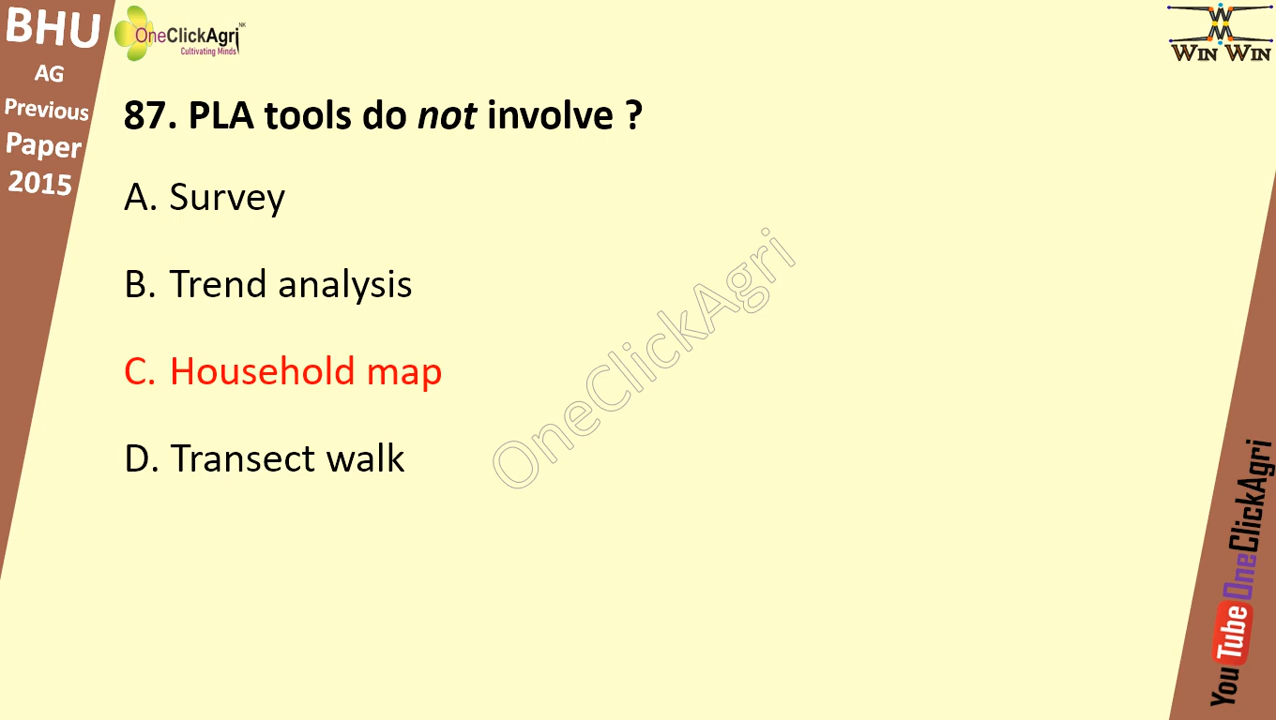 BHU
AG
Previous
Paper
2015
OneClickAgri NK
Cultivating Minds
WIN WIN
87. PLA tools do not involve ?
A. Survey
B. Trend analysis
C. Household map
D. Transect walk
OneClickAgri
YouTube OneClickAgri